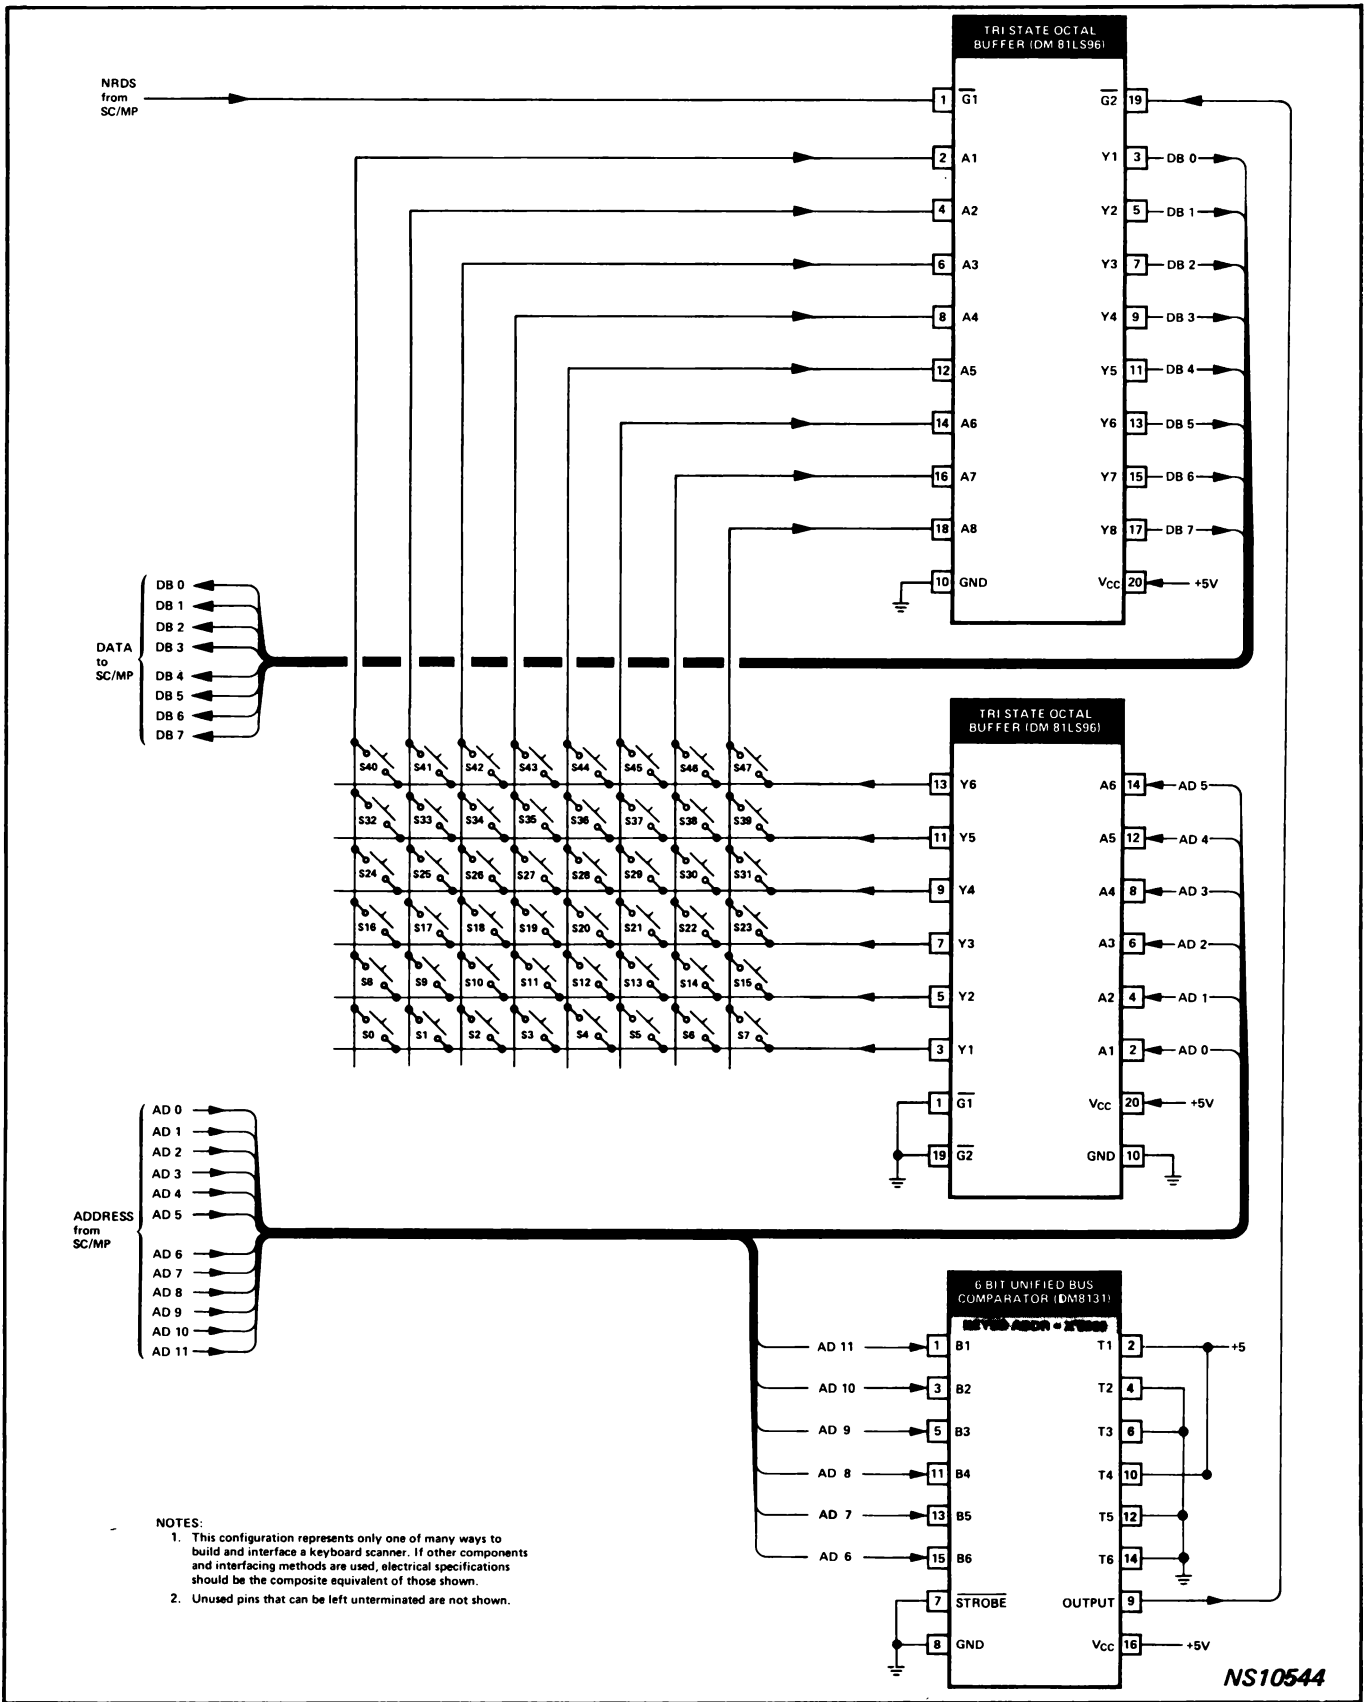 TRI STATE OCTAL
BUFFER (DM 81LS96)
NRDS
from
SC/MP
1 G1 G2 19
2 A1 Y1 3 DB 0
4 A2 Y2 5 DB 1
6 A3 Y3 7 DB 2
8 A4 Y4 9 DB 3
12 A5 Y5 11 DB 4
14 A6 Y6 13 DB 5
16 A7 Y7 15 DB 6
18 A8 Y8 17 DB 7
10 GND VCC 20 +5V
DATA
to
SC/MP
DB 0
DB 1
DB 2
DB 3
DB 4
DB 5
DB 6
DB 7
TRI STATE OCTAL
BUFFER (DM 81LS96)
S40 S41 S42 S43 S44 S45 S46 S47
13 Y6 A6 14 AD 5
S32 S33 S34 S35 S36 S37 S38 S39
11 Y5 A5 12 AD 4
S24 S25 S26 S27 S28 S29 S30 S31
9 Y4 A4 8 AD 3
S16 S17 S18 S19 S20 S21 S22 S23
7 Y3 A3 6 AD 2
S8 S9 S10 S11 S12 S13 S14 S15
5 Y2 A2 4 AD 1
S0 S1 S2 S3 S4 S5 S6 S7
3 Y1 A1 2 AD 0
1 G1 VCC 20 +5V
19 G2 GND 10
ADDRESS
from
SC/MP
AD 0
AD 1
AD 2
AD 3
AD 4
AD 5
AD 6
AD 7
AD 8
AD 9
AD 10
AD 11
6 BIT UNIFIED BUS
COMPARATOR (DM8131)
AD 11 1 B1 T1 2 +5
AD 10 3 B2 T2 4
AD 9 5 B3 T3 6
AD 8 11 B4 T4 10
AD 7 13 B5 T5 12
AD 6 15 B6 T6 14
7 STROBE OUTPUT 9
8 GND VCC 16 +5V
NOTES:
1. This configuration represents only one of many ways to
build and interface a keyboard scanner. If other components
and interfacing methods are used, electrical specifications
should be the composite equivalent of those shown.
2. Unused pins that can be left unterminated are not shown.
NS10544